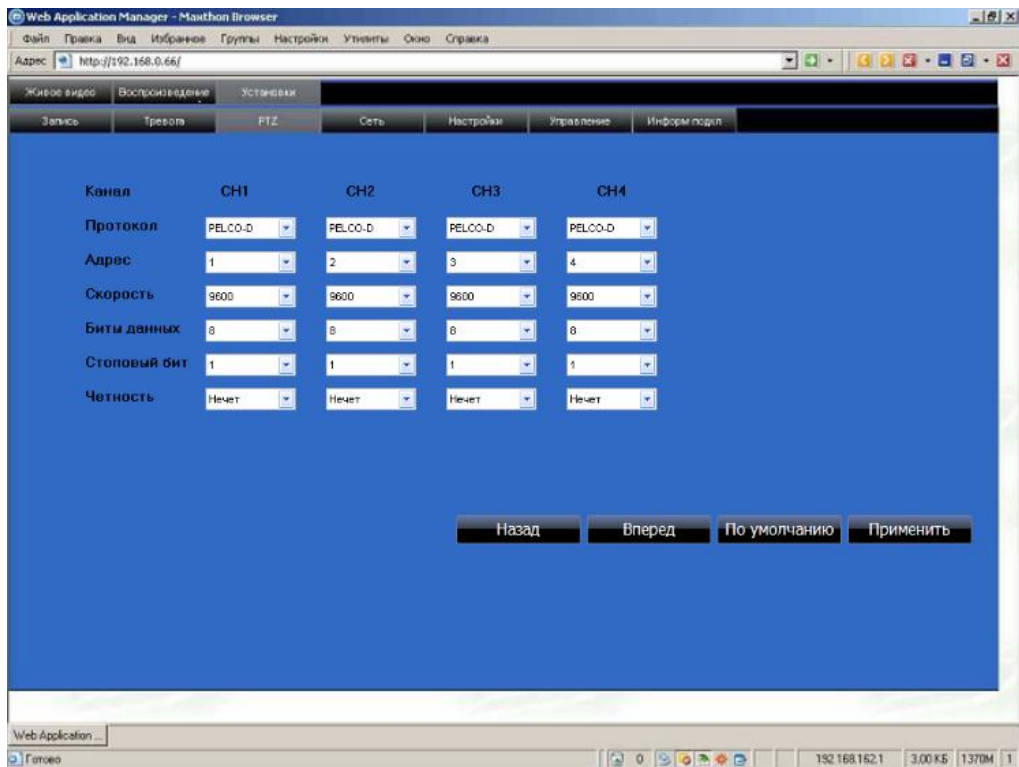 Web Application Manager - Maxthon Browser
Файл Правка Вид Избранное Группы Настройки Утилиты Окно Справка
Адрес http://192.168.0.66/
Живое видео Воспроизведение Установки
Запись Тревога PTZ Сеть Настройки Управление Информ подкл
Канал CH1 CH2 CH3 CH4
Протокол PELCO-D PELCO-D PELCO-D PELCO-D
Адрес 1 2 3 4
Скорость 9600 9600 9600 9600
Биты данных 8 8 8 8
Стоповый бит 1 1 1 1
Четность Нечет Нечет Нечет Нечет
Назад Вперед По умолчанию Применить
Web Application ...
Готово 0 192.168.162.1 3,00 КБ 1370M 1